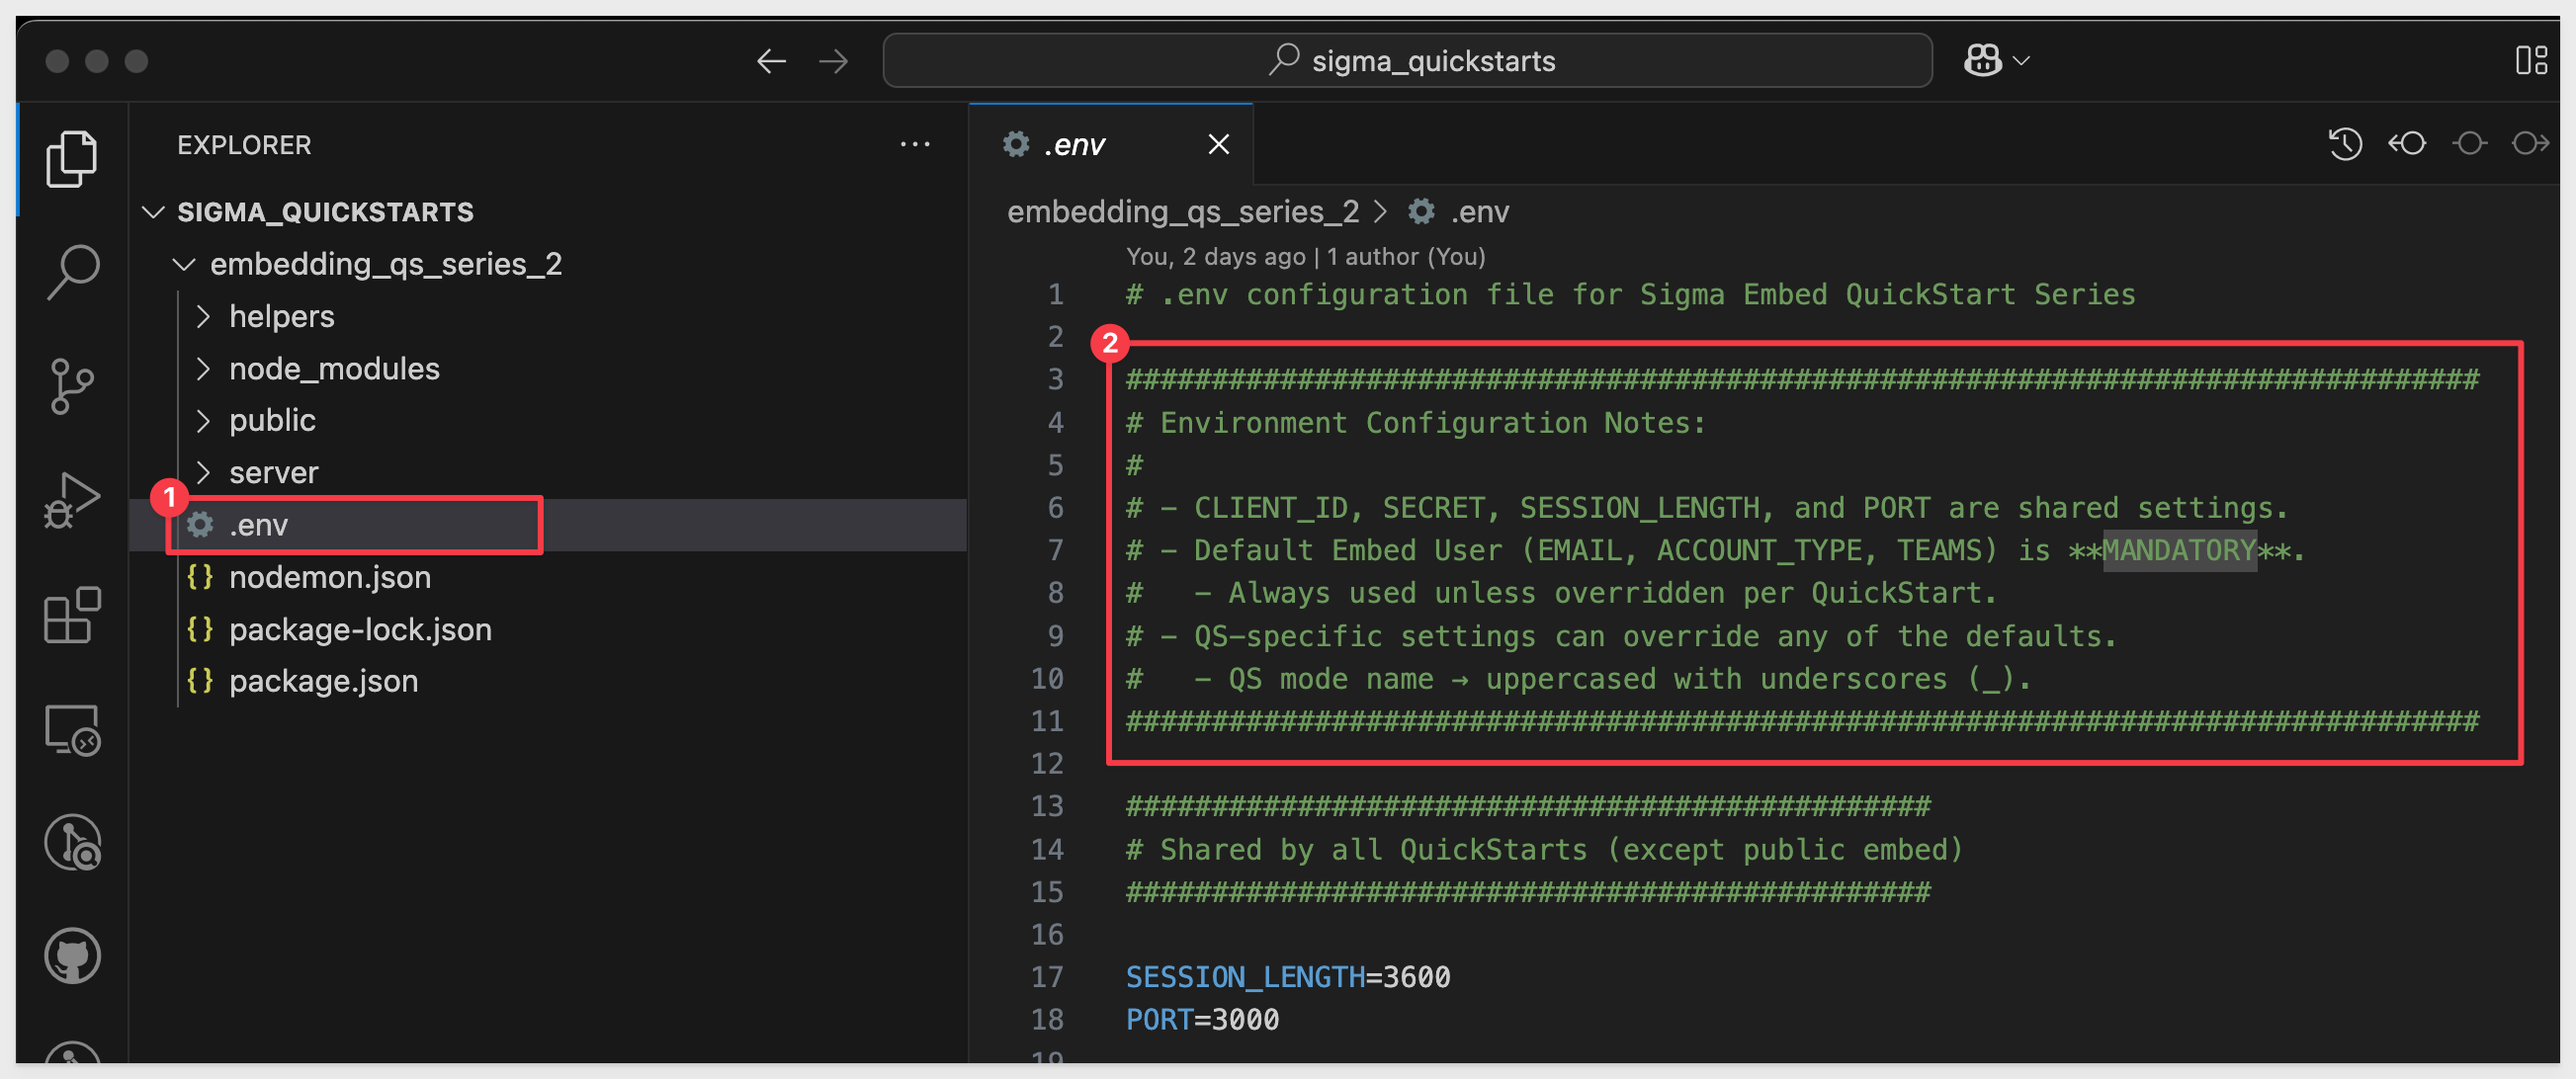 sigma_quickstarts
EXPLORER
SIGMA_QUICKSTARTS
embedding_qs_series_2
helpers
node_modules
public
server
1
.env
nodemon.json
package-lock.json
package.json
.env
embedding_qs_series_2 > .env
You, 2 days ago | 1 author (You)
1 # .env configuration file for Sigma Embed QuickStart Series
2
2
3 ###############################################################################
4 # Environment Configuration Notes:
5 #
6 # - CLIENT_ID, SECRET, SESSION_LENGTH, and PORT are shared settings.
7 # - Default Embed User (EMAIL, ACCOUNT_TYPE, TEAMS) is **MANDATORY**.
8 #   - Always used unless overridden per QuickStart.
9 # - QS-specific settings can override any of the defaults.
10 #   - QS mode name → uppercased with underscores (_).
11 ###############################################################################
12
13 ###############################################
14 # Shared by all QuickStarts (except public embed)
15 ###############################################
16
17 SESSION_LENGTH=3600
18 PORT=3000
19